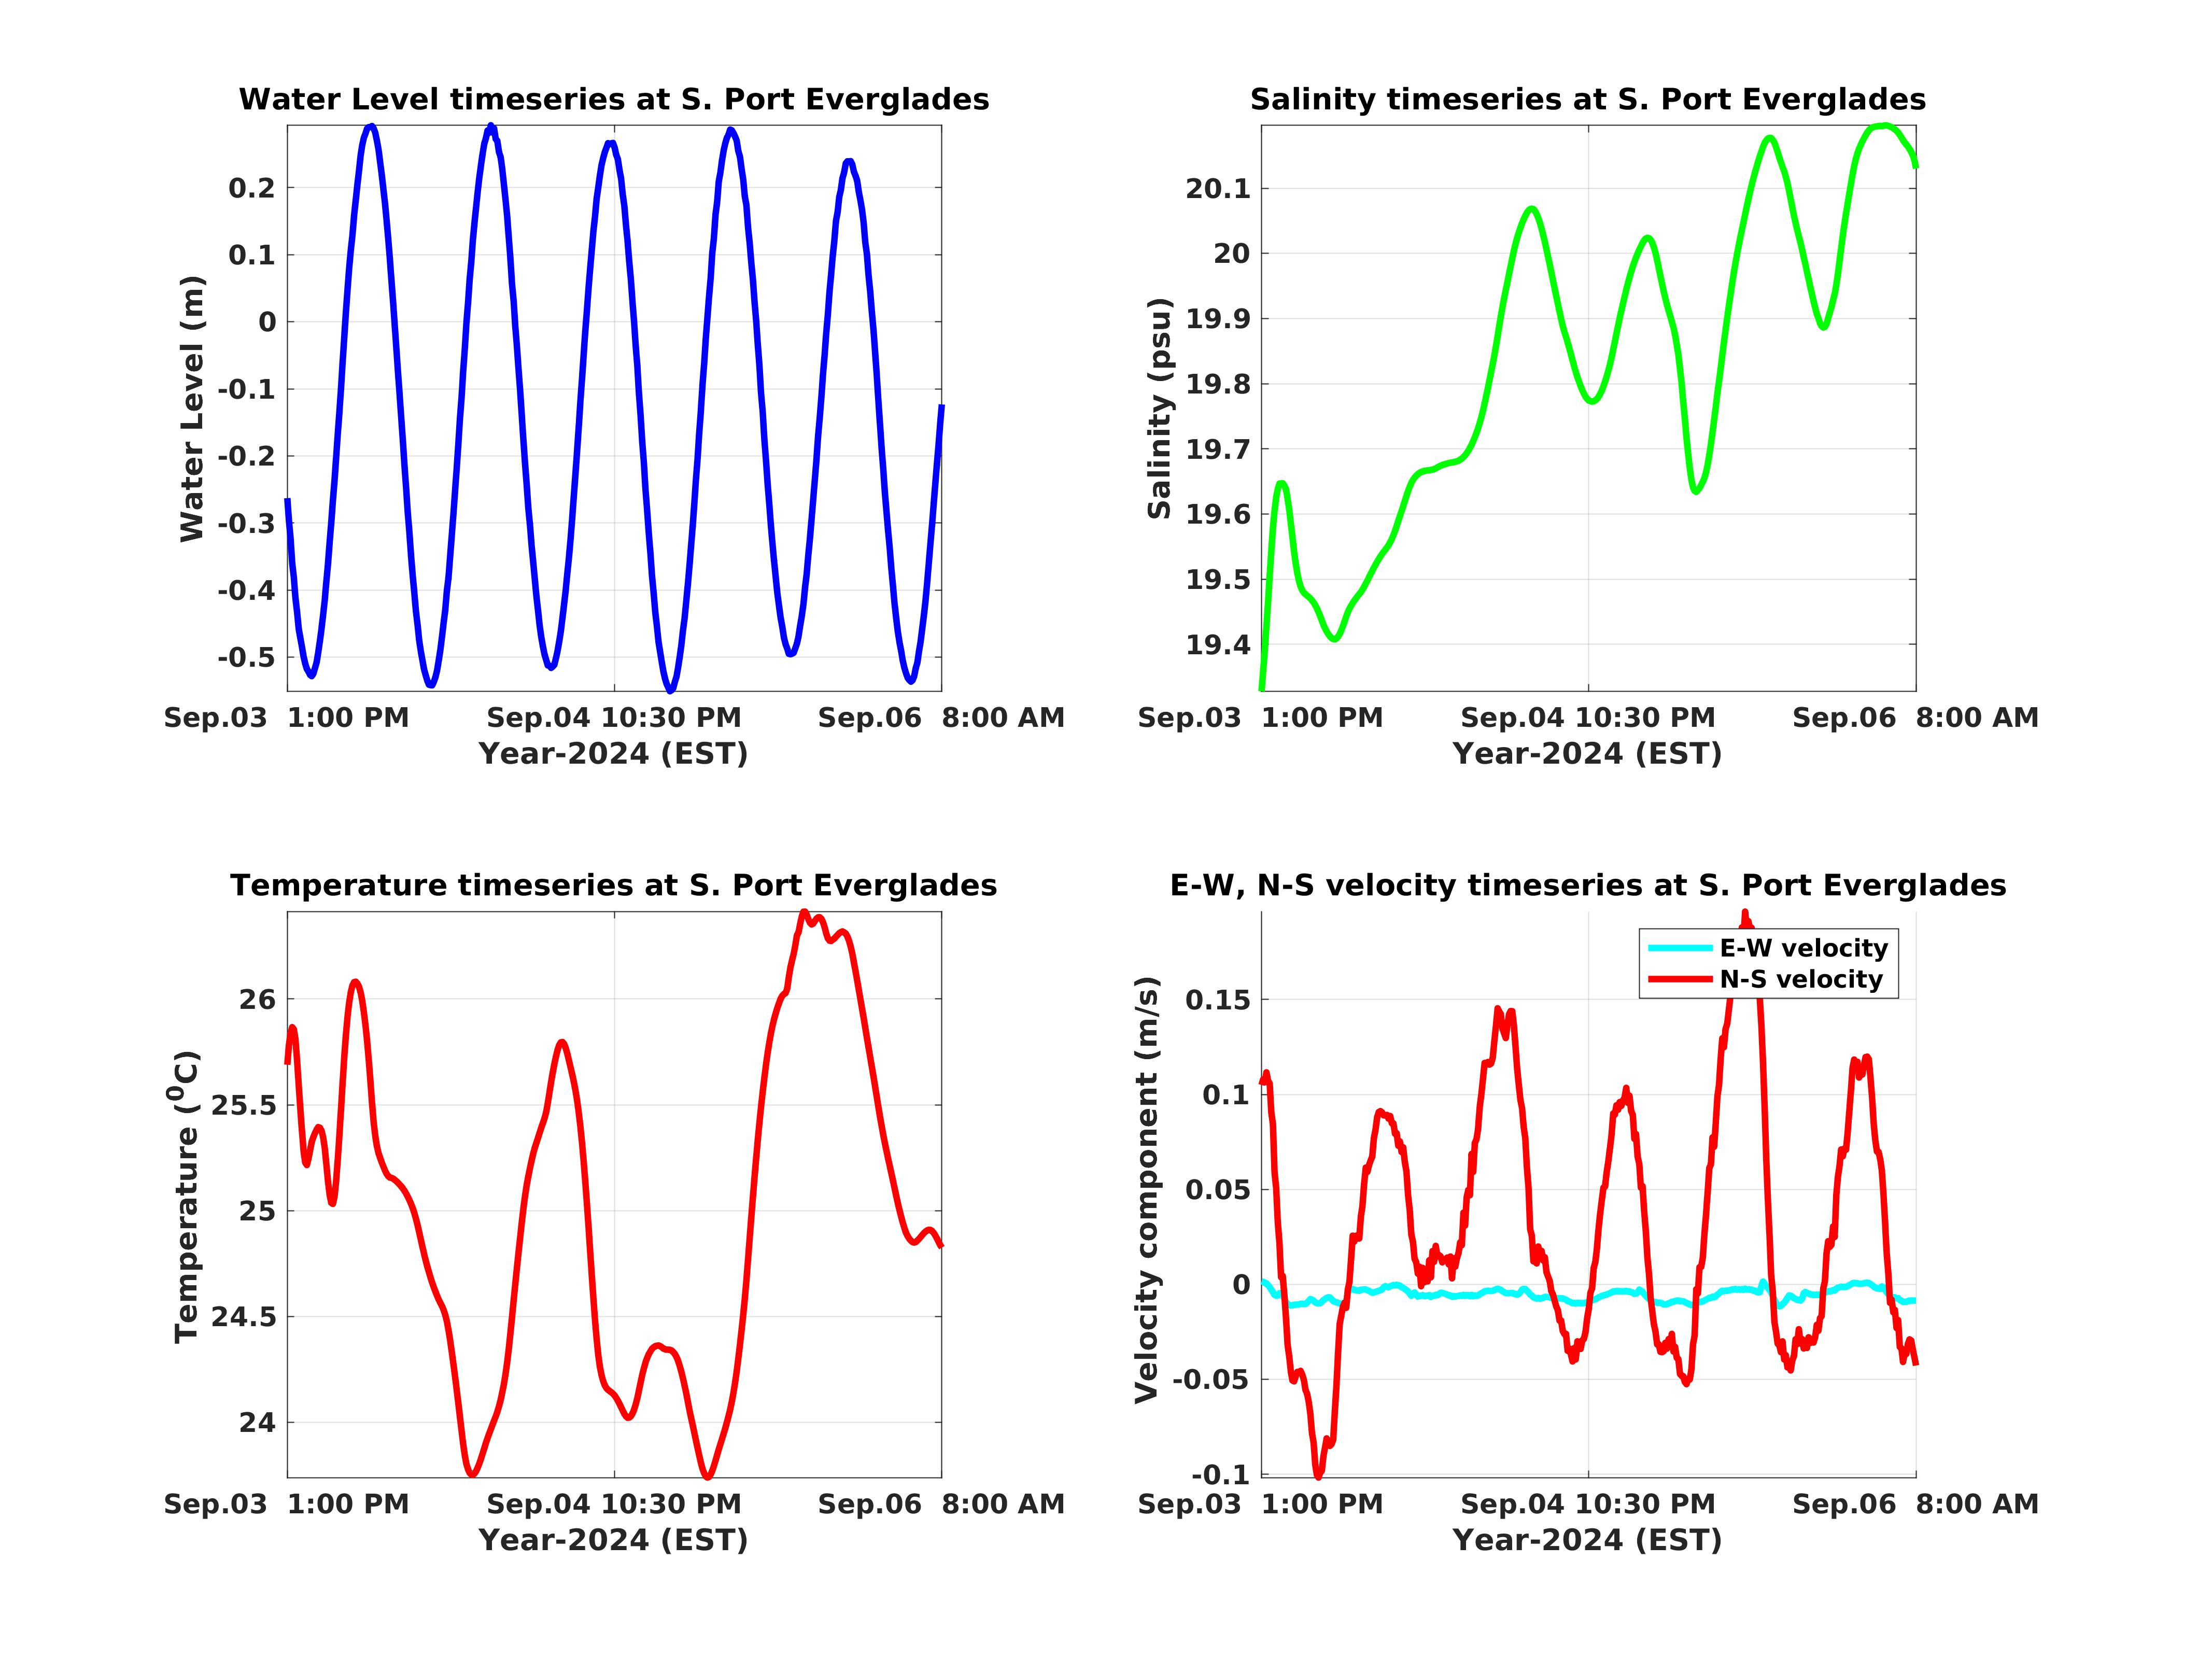 Water Level timeseries at S. Port Everglades
Water Level (m)
0.2
0.1
0
-0.1
-0.2
-0.3
-0.4
-0.5
Sep.03 1:00 PM Sep.04 10:30 PM Sep.06 8:00 AM
Year-2024 (EST)
Salinity timeseries at S. Port Everglades
Salinity (psu)
20.1
20
19.9
19.8
19.7
19.6
19.5
19.4
Sep.03 1:00 PM Sep.04 10:30 PM Sep.06 8:00 AM
Year-2024 (EST)
Temperature timeseries at S. Port Everglades
Temperature (⁰C)
26
25.5
25
24.5
24
Sep.03 1:00 PM Sep.04 10:30 PM Sep.06 8:00 AM
Year-2024 (EST)
E-W, N-S velocity timeseries at S. Port Everglades
E-W velocity
N-S velocity
Velocity component (m/s)
0.15
0.1
0.05
0
-0.05
-0.1
Sep.03 1:00 PM Sep.04 10:30 PM Sep.06 8:00 AM
Year-2024 (EST)